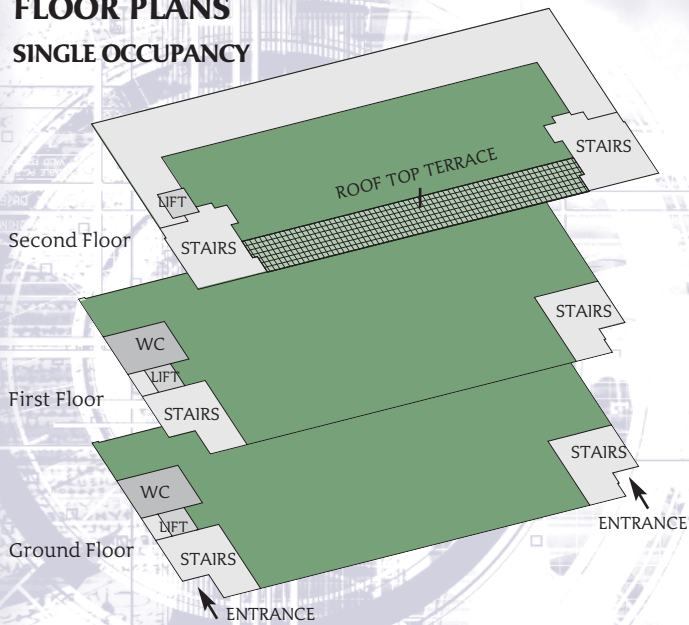 FLOOR PLANS
SINGLE OCCUPANCY
STAIRS
ROOF TOP TERRACE
LIFT
Second Floor
STAIRS
STAIRS
WC
LIFT
First Floor
STAIRS
STAIRS
WC
ENTRANCE
LIFT
Ground Floor
STAIRS
ENTRANCE